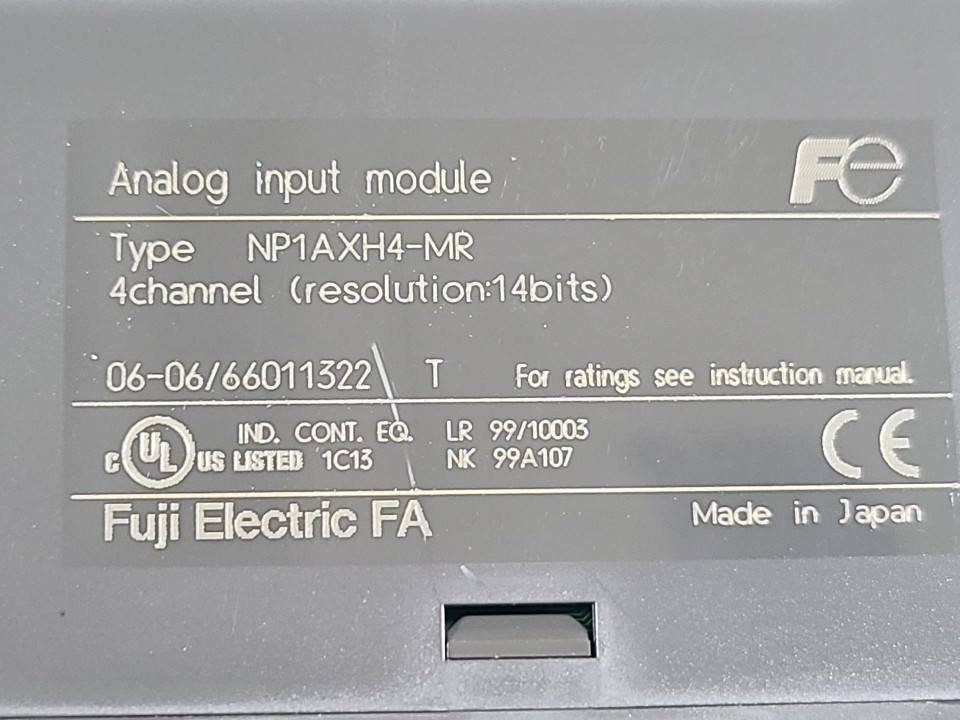 Analog input module
Fe
Type NP1AXH4-MR
4channel (resolution:14bits)
06-06/66011322 T For ratings see instruction manual.
C UL US IND. CONT. EQ. LR 99/10003
LISTED 1C13 NK 99A107
CE
Fuji Electric FA Made in Japan